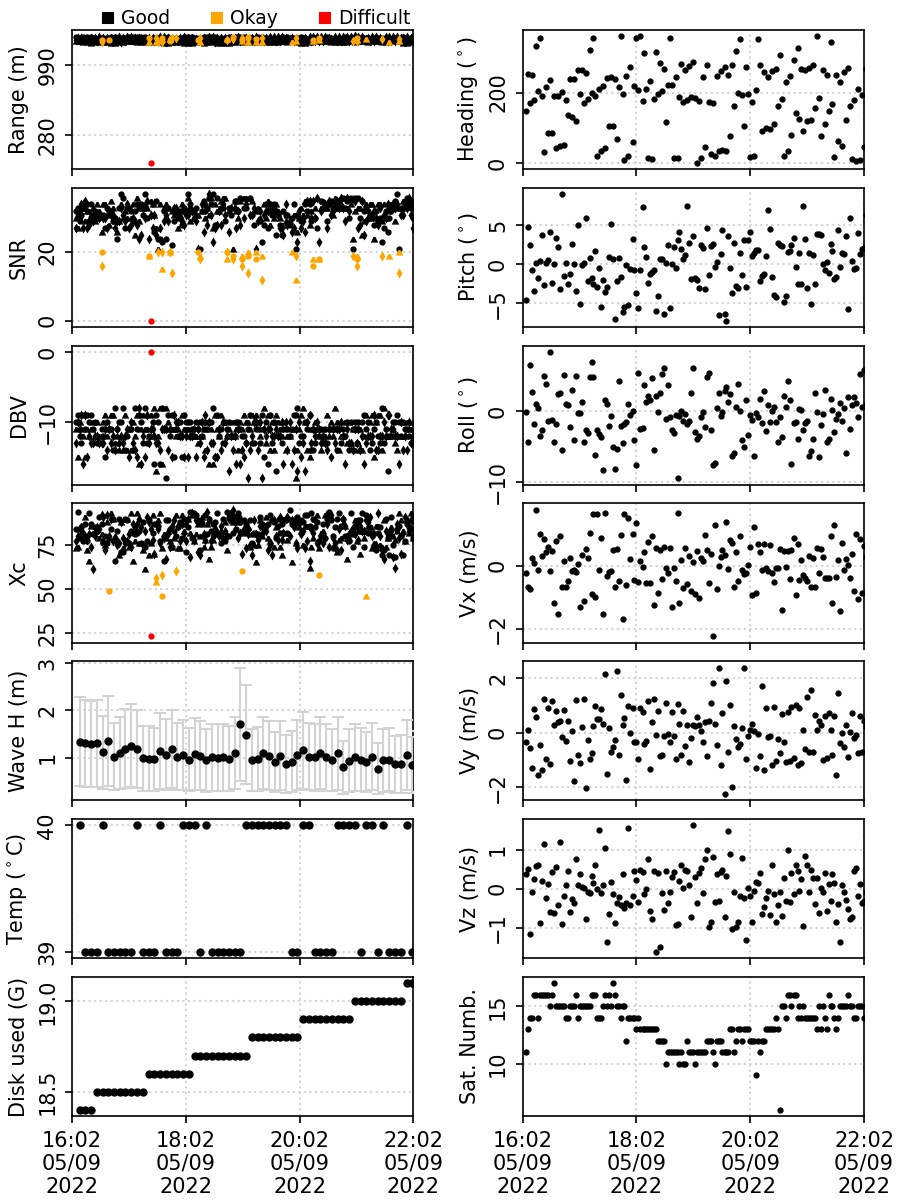 Good Okay Difficult
Range (m)
990
280
Heading (°)
200
0
SNR
20
0
Pitch (°)
5
0
−5
DBV
0
−10
Roll (°)
0
−10
Xc
75
50
25
Vx (m/s)
0
−2
Wave H (m)
3
2
1
Vy (m/s)
2
0
−2
Temp (°C)
40
39
Vz (m/s)
1
0
−1
Disk used (G)
19.0
18.5
Sat. Numb.
15
10
16:02 18:02 20:02 22:02
05/09 05/09 05/09 05/09
2022 2022 2022 2022
16:02 18:02 20:02 22:02
05/09 05/09 05/09 05/09
2022 2022 2022 2022